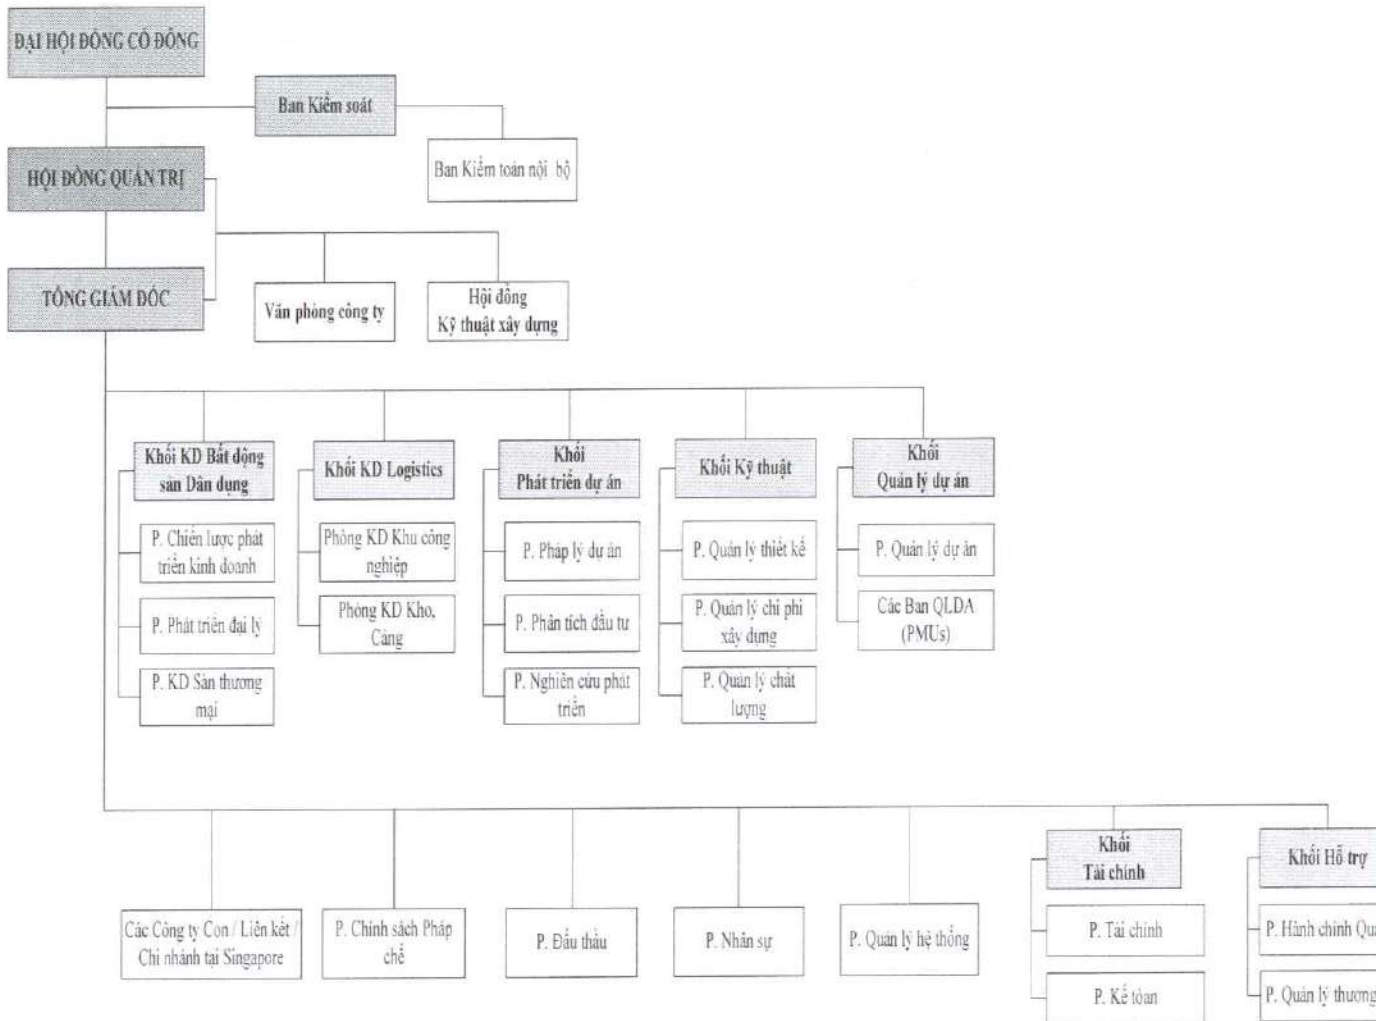 ĐẠI HỘI ĐỒNG CỔ ĐÔNG
Ban Kiểm soát
Ban Kiểm toán nội bộ
HỘI ĐỒNG QUẢN TRỊ
TỔNG GIÁM ĐỐC
Văn phòng công ty
Hội đồng
Kỹ thuật xây dựng
Khối KD Bất động
sản Dân dụng
Khối KD Logistics
Khối
Phát triển dự án
Khối Kỹ thuật
Khối
Quản lý dự án
P. Chiến lược phát
triển kinh doanh
Phòng KD Khu công
nghiệp
P. Pháp lý dự án
P. Quản lý thiết kế
P. Quản lý dự án
P. Phát triển đại lý
Phòng KD Kho,
Cảng
P. Phân tích đầu tư
P. Quản lý chi phí
xây dựng
Các Ban QLDA
(PMUs)
P. KD Sàn thương
mại
P. Nghiên cứu phát
triển
P. Quản lý chất
lượng
Khối
Tài chính
Khối Hỗ trợ
Các Công ty Con / Liên kết /
Chi nhánh tại Singapore
P. Chính sách Pháp
chế
P. Đấu thầu
P. Nhân sự
P. Quản lý hệ thống
P. Tài chính
P. Hành chính Quả
P. Kế tóan
P. Quản lý thương